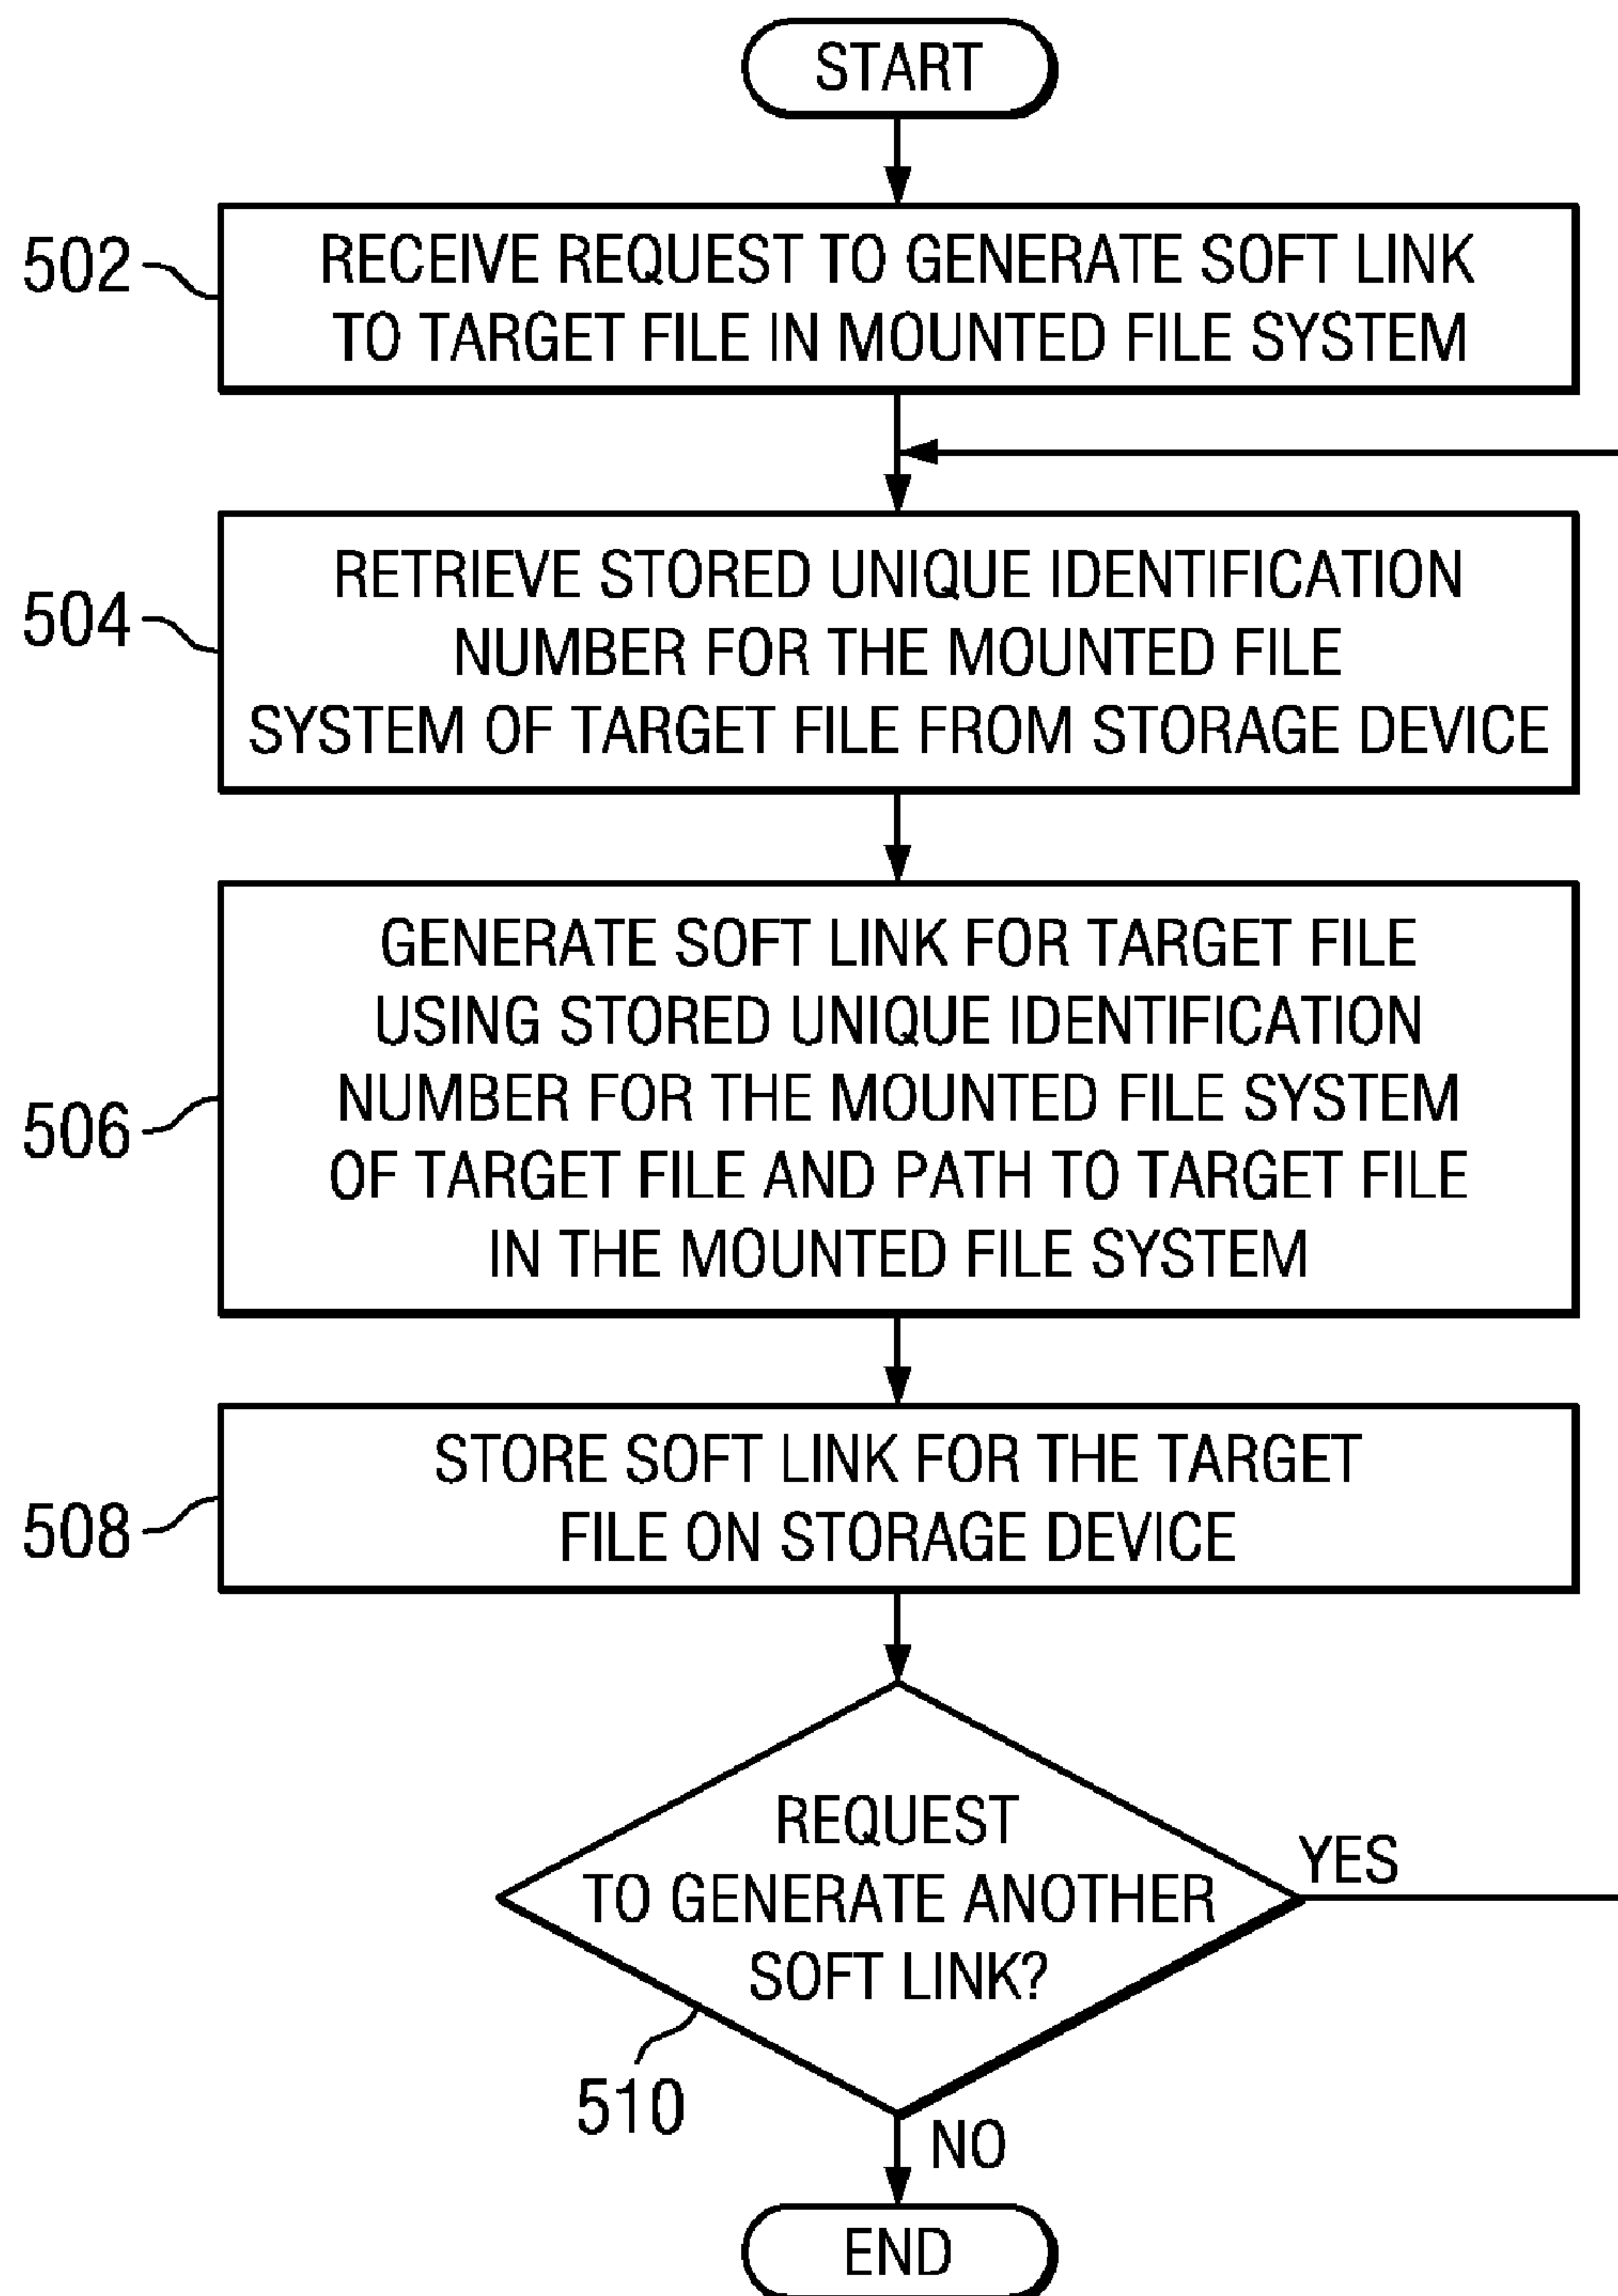 START
502
RECEIVE REQUEST TO GENERATE SOFT LINK
TO TARGET FILE IN MOUNTED FILE SYSTEM
504
RETRIEVE STORED UNIQUE IDENTIFICATION
NUMBER FOR THE MOUNTED FILE
SYSTEM OF TARGET FILE FROM STORAGE DEVICE
506
GENERATE SOFT LINK FOR TARGET FILE
USING STORED UNIQUE IDENTIFICATION
NUMBER FOR THE MOUNTED FILE SYSTEM
OF TARGET FILE AND PATH TO TARGET FILE
IN THE MOUNTED FILE SYSTEM
508
STORE SOFT LINK FOR THE TARGET
FILE ON STORAGE DEVICE
REQUEST
TO GENERATE ANOTHER
SOFT LINK?
YES
510
NO
END